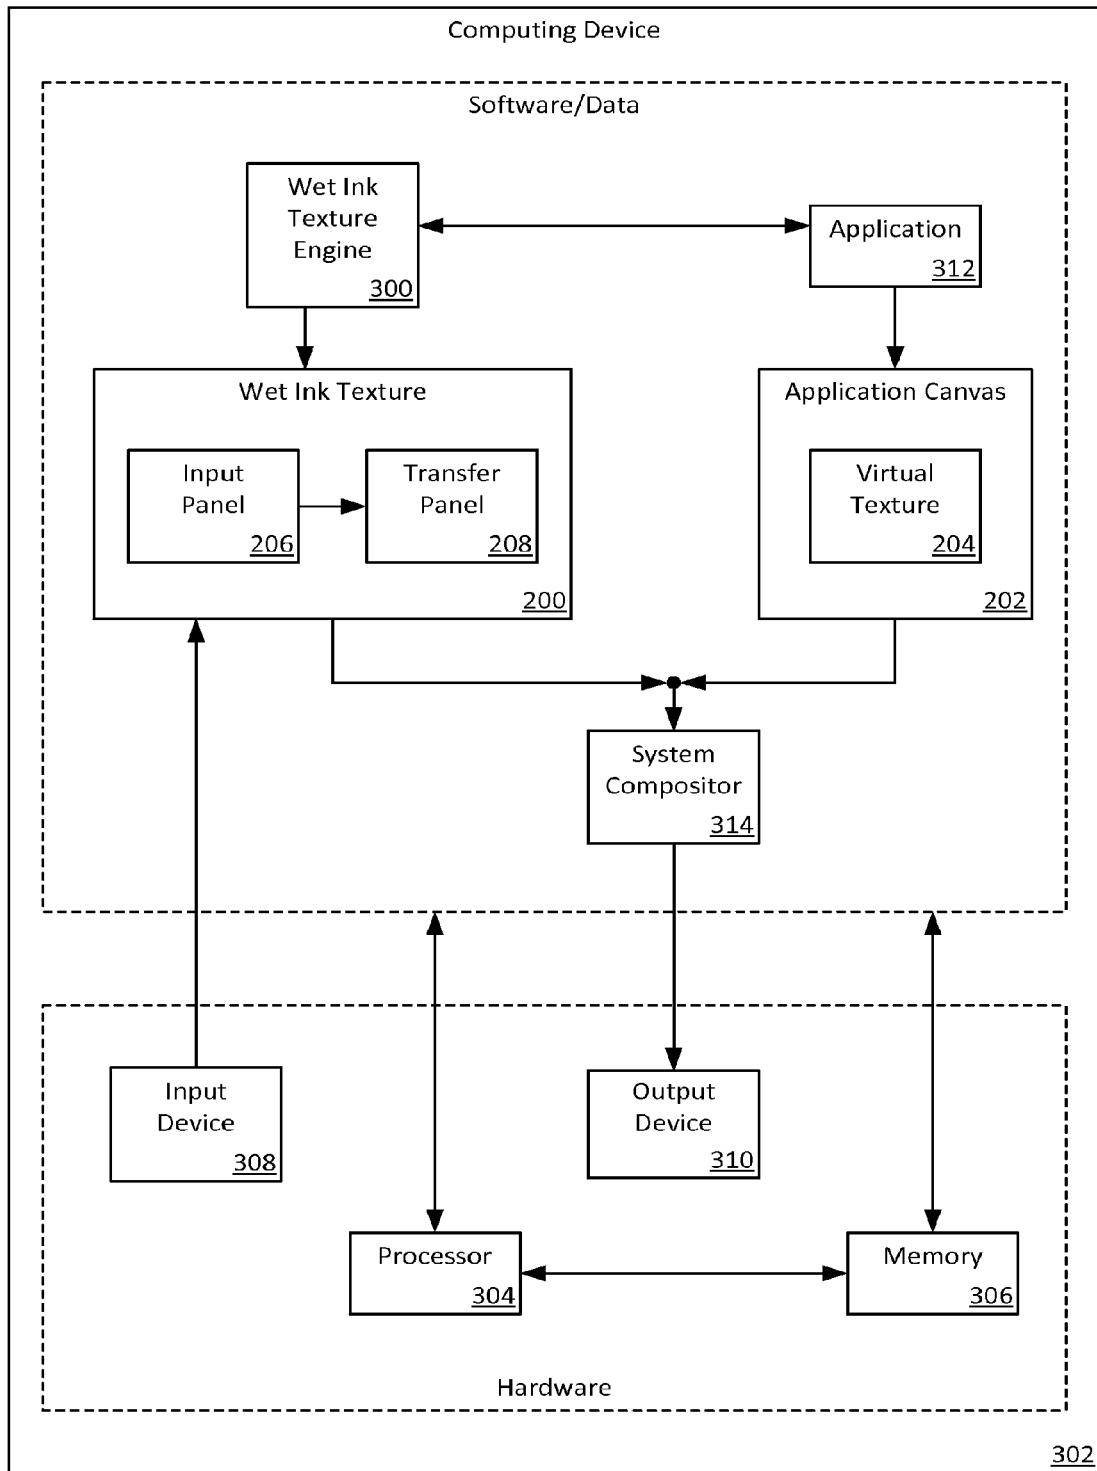 Computing Device
Software/Data
Wet Ink
Texture
Engine
300
Application
312
Wet Ink Texture
Input
Panel
206
Transfer
Panel
208
200
Application Canvas
Virtual
Texture
204
202
System
Compositor
314
Input
Device
308
Output
Device
310
Processor
304
Memory
306
Hardware
302